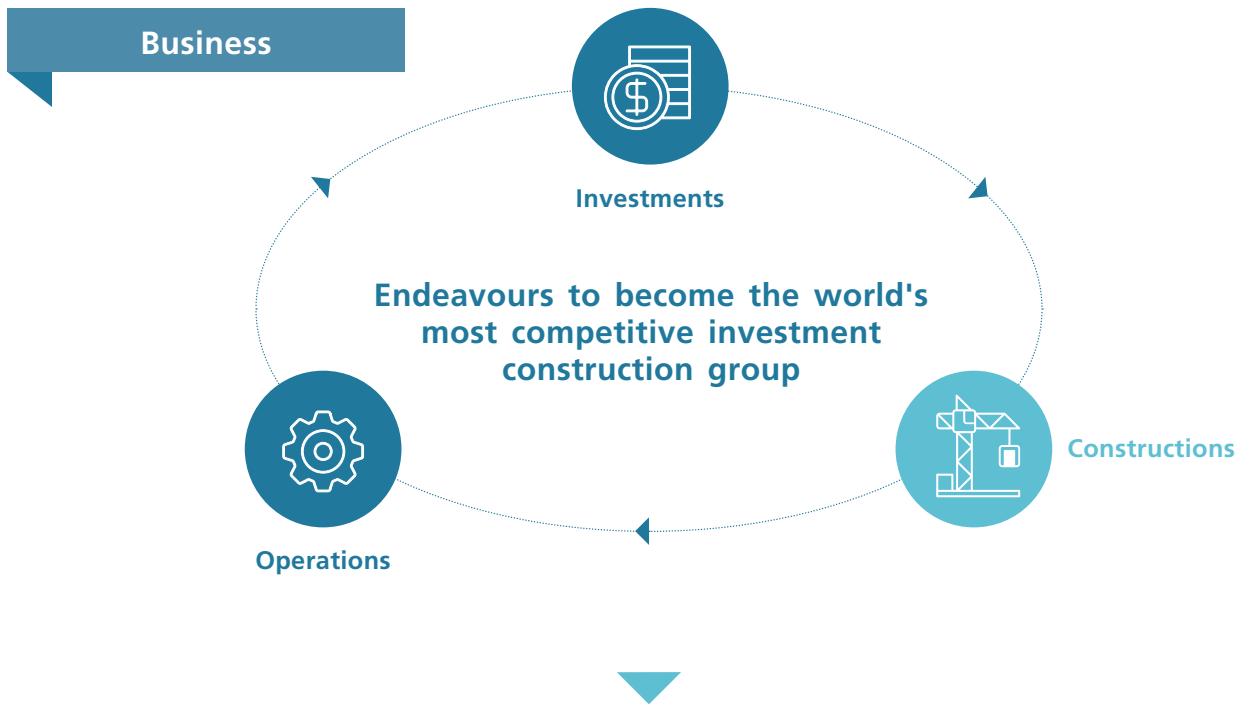 Business
Investments
Endeavours to become the world's
most competitive investment
construction group
Constructions
Operations